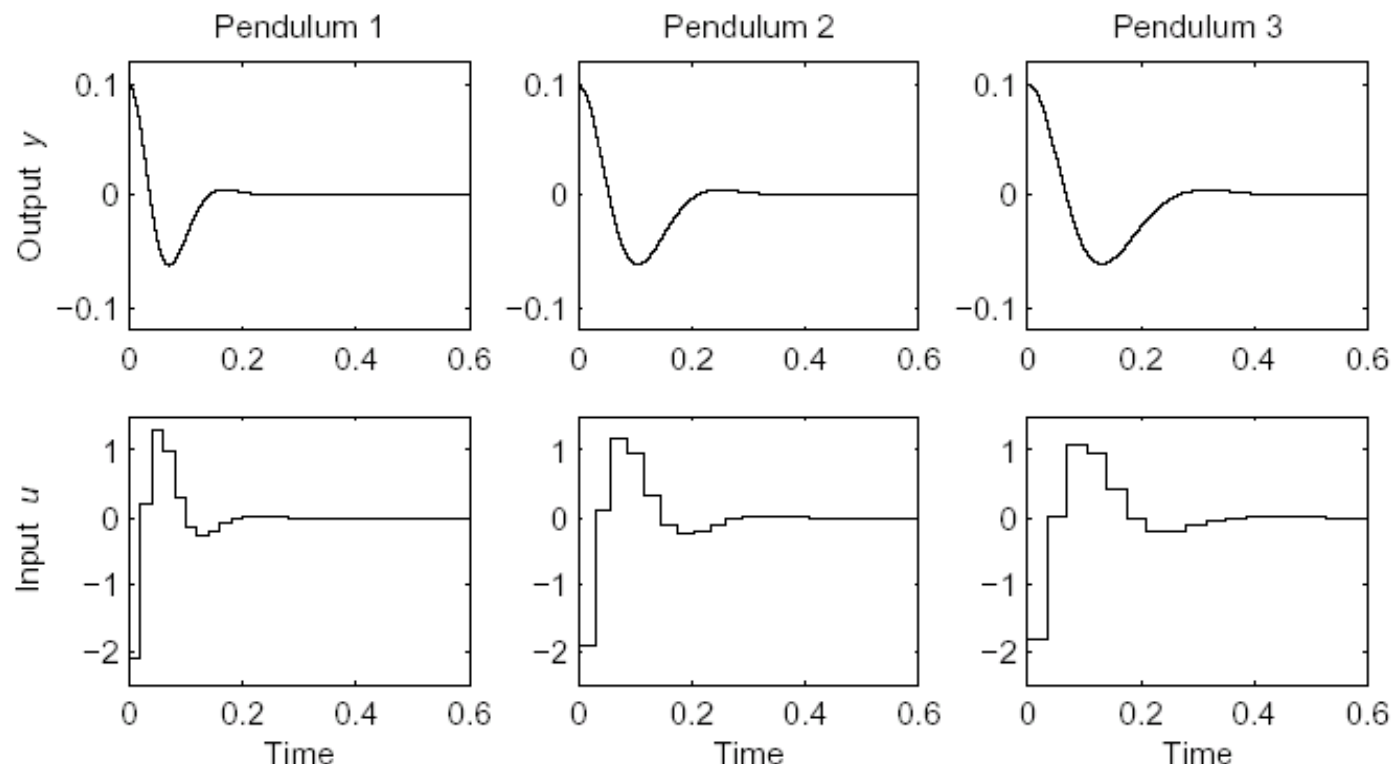 Pendulum 1 Pendulum 2 Pendulum 3
Output y
0.1 0.1 0.1
0 0 0
−0.1 −0.1 −0.1
0 0.2 0.4 0.6 0 0.2 0.4 0.6 0 0.2 0.4 0.6
Input u
1 1 1
0 0 0
−1 −1 −1
−2 −2 −2
0 0.2 0.4 0.6 0 0.2 0.4 0.6 0 0.2 0.4 0.6
Time Time Time